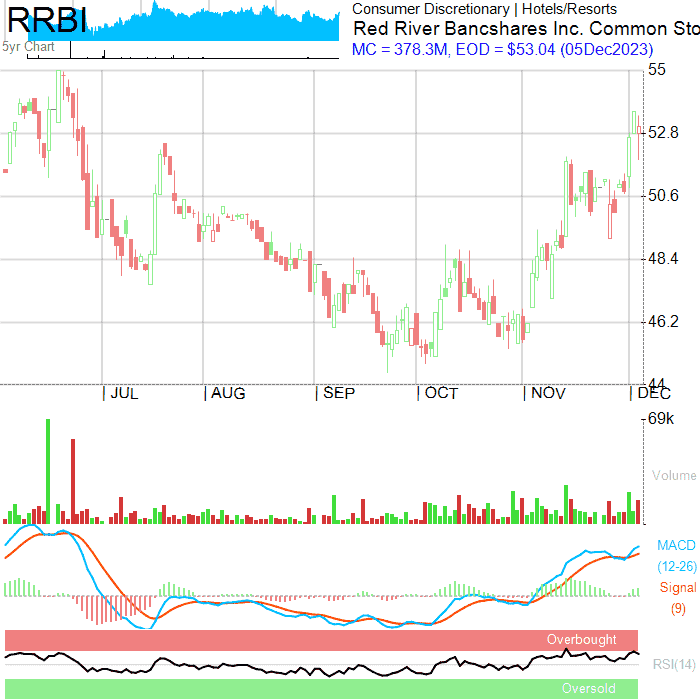 RRBI
5yr Chart
Consumer Discretionary | Hotels/Resorts
Red River Bancshares Inc. Common Sto
MC = 378.3M, EOD = $53.04 (05Dec2023)
55
52.8
50.6
48.4
46.2
44
| JUL | AUG | SEP | OCT | NOV | DEC
69k
Volume
MACD
(12-26)
Signal
(9)
Overbought
RSI(14)
Oversold